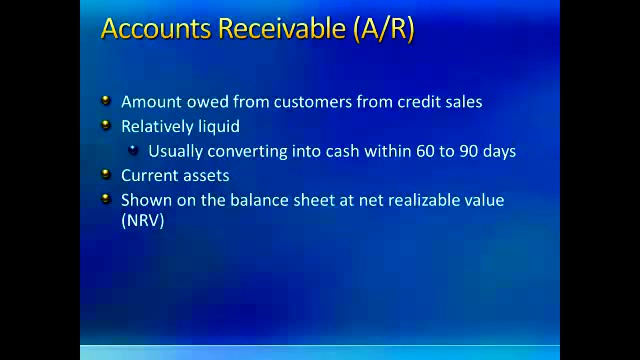 Accounts Receivable (A/R)
Amount owed from customers from credit sales
Relatively liquid
Usually converting into cash within 60 to 90 days
Current assets
Shown on the balance sheet at net realizable value
(NRV)